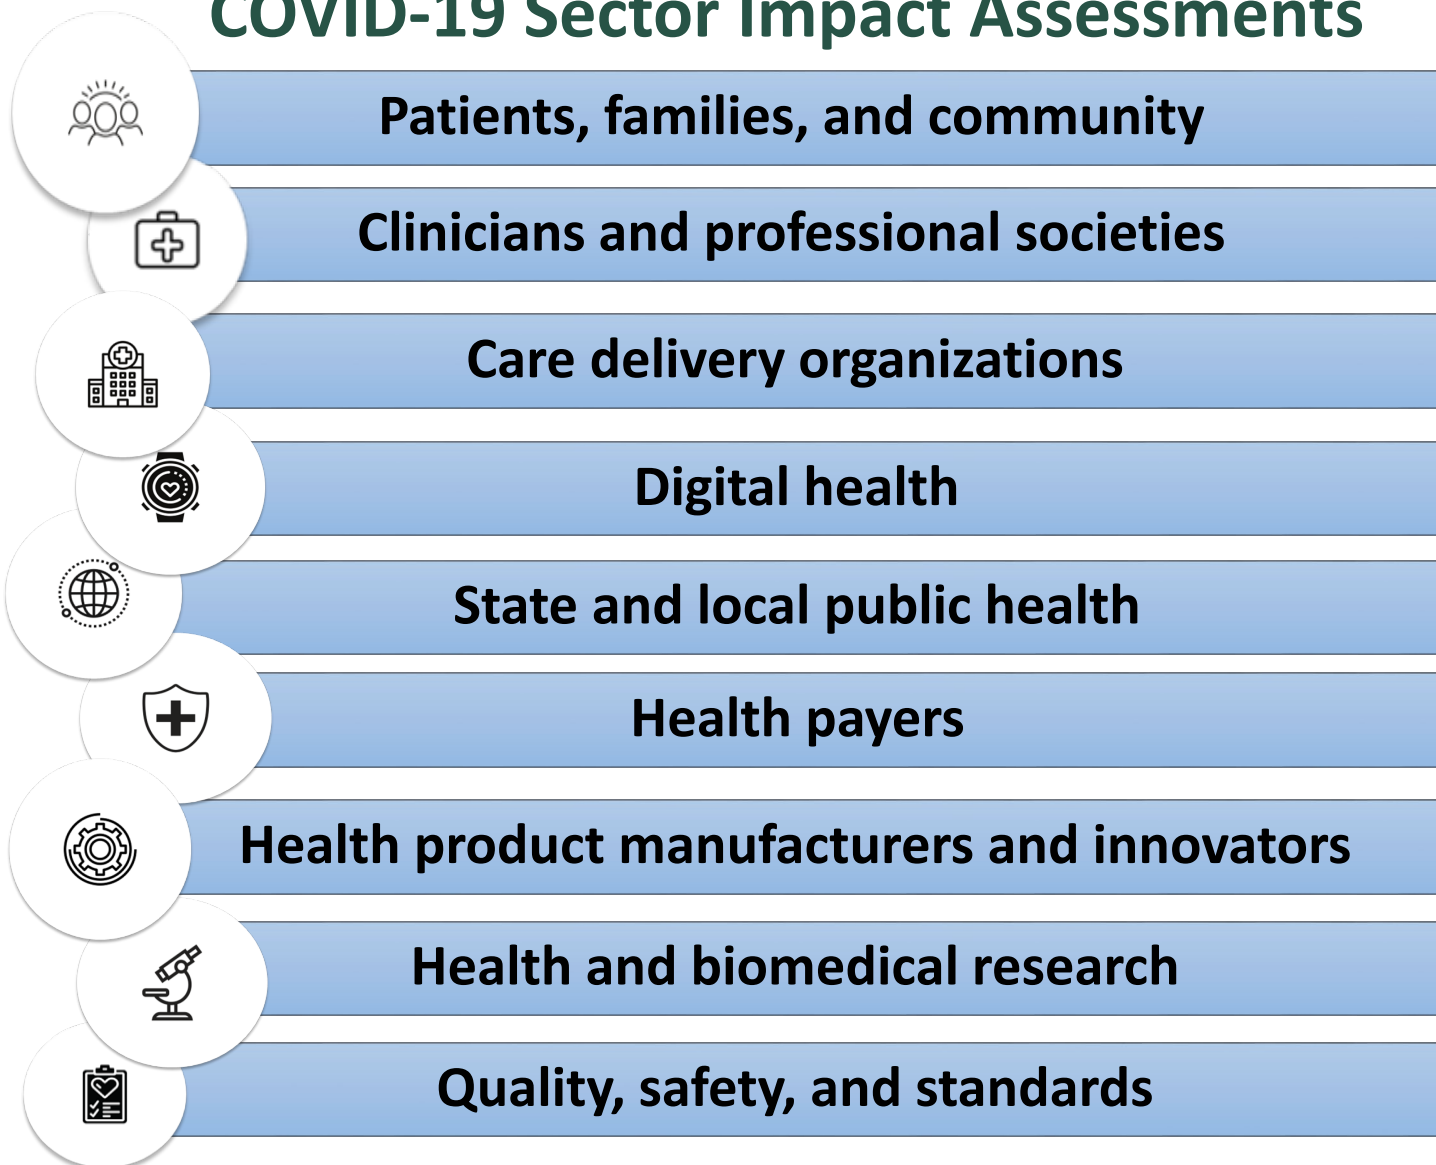 COVID-19 Sector Impact Assessments
Patients, families, and community
Clinicians and professional societies
Care delivery organizations
Digital health
State and local public health
Health payers
Health product manufacturers and innovators
Health and biomedical research
Quality, safety, and standards